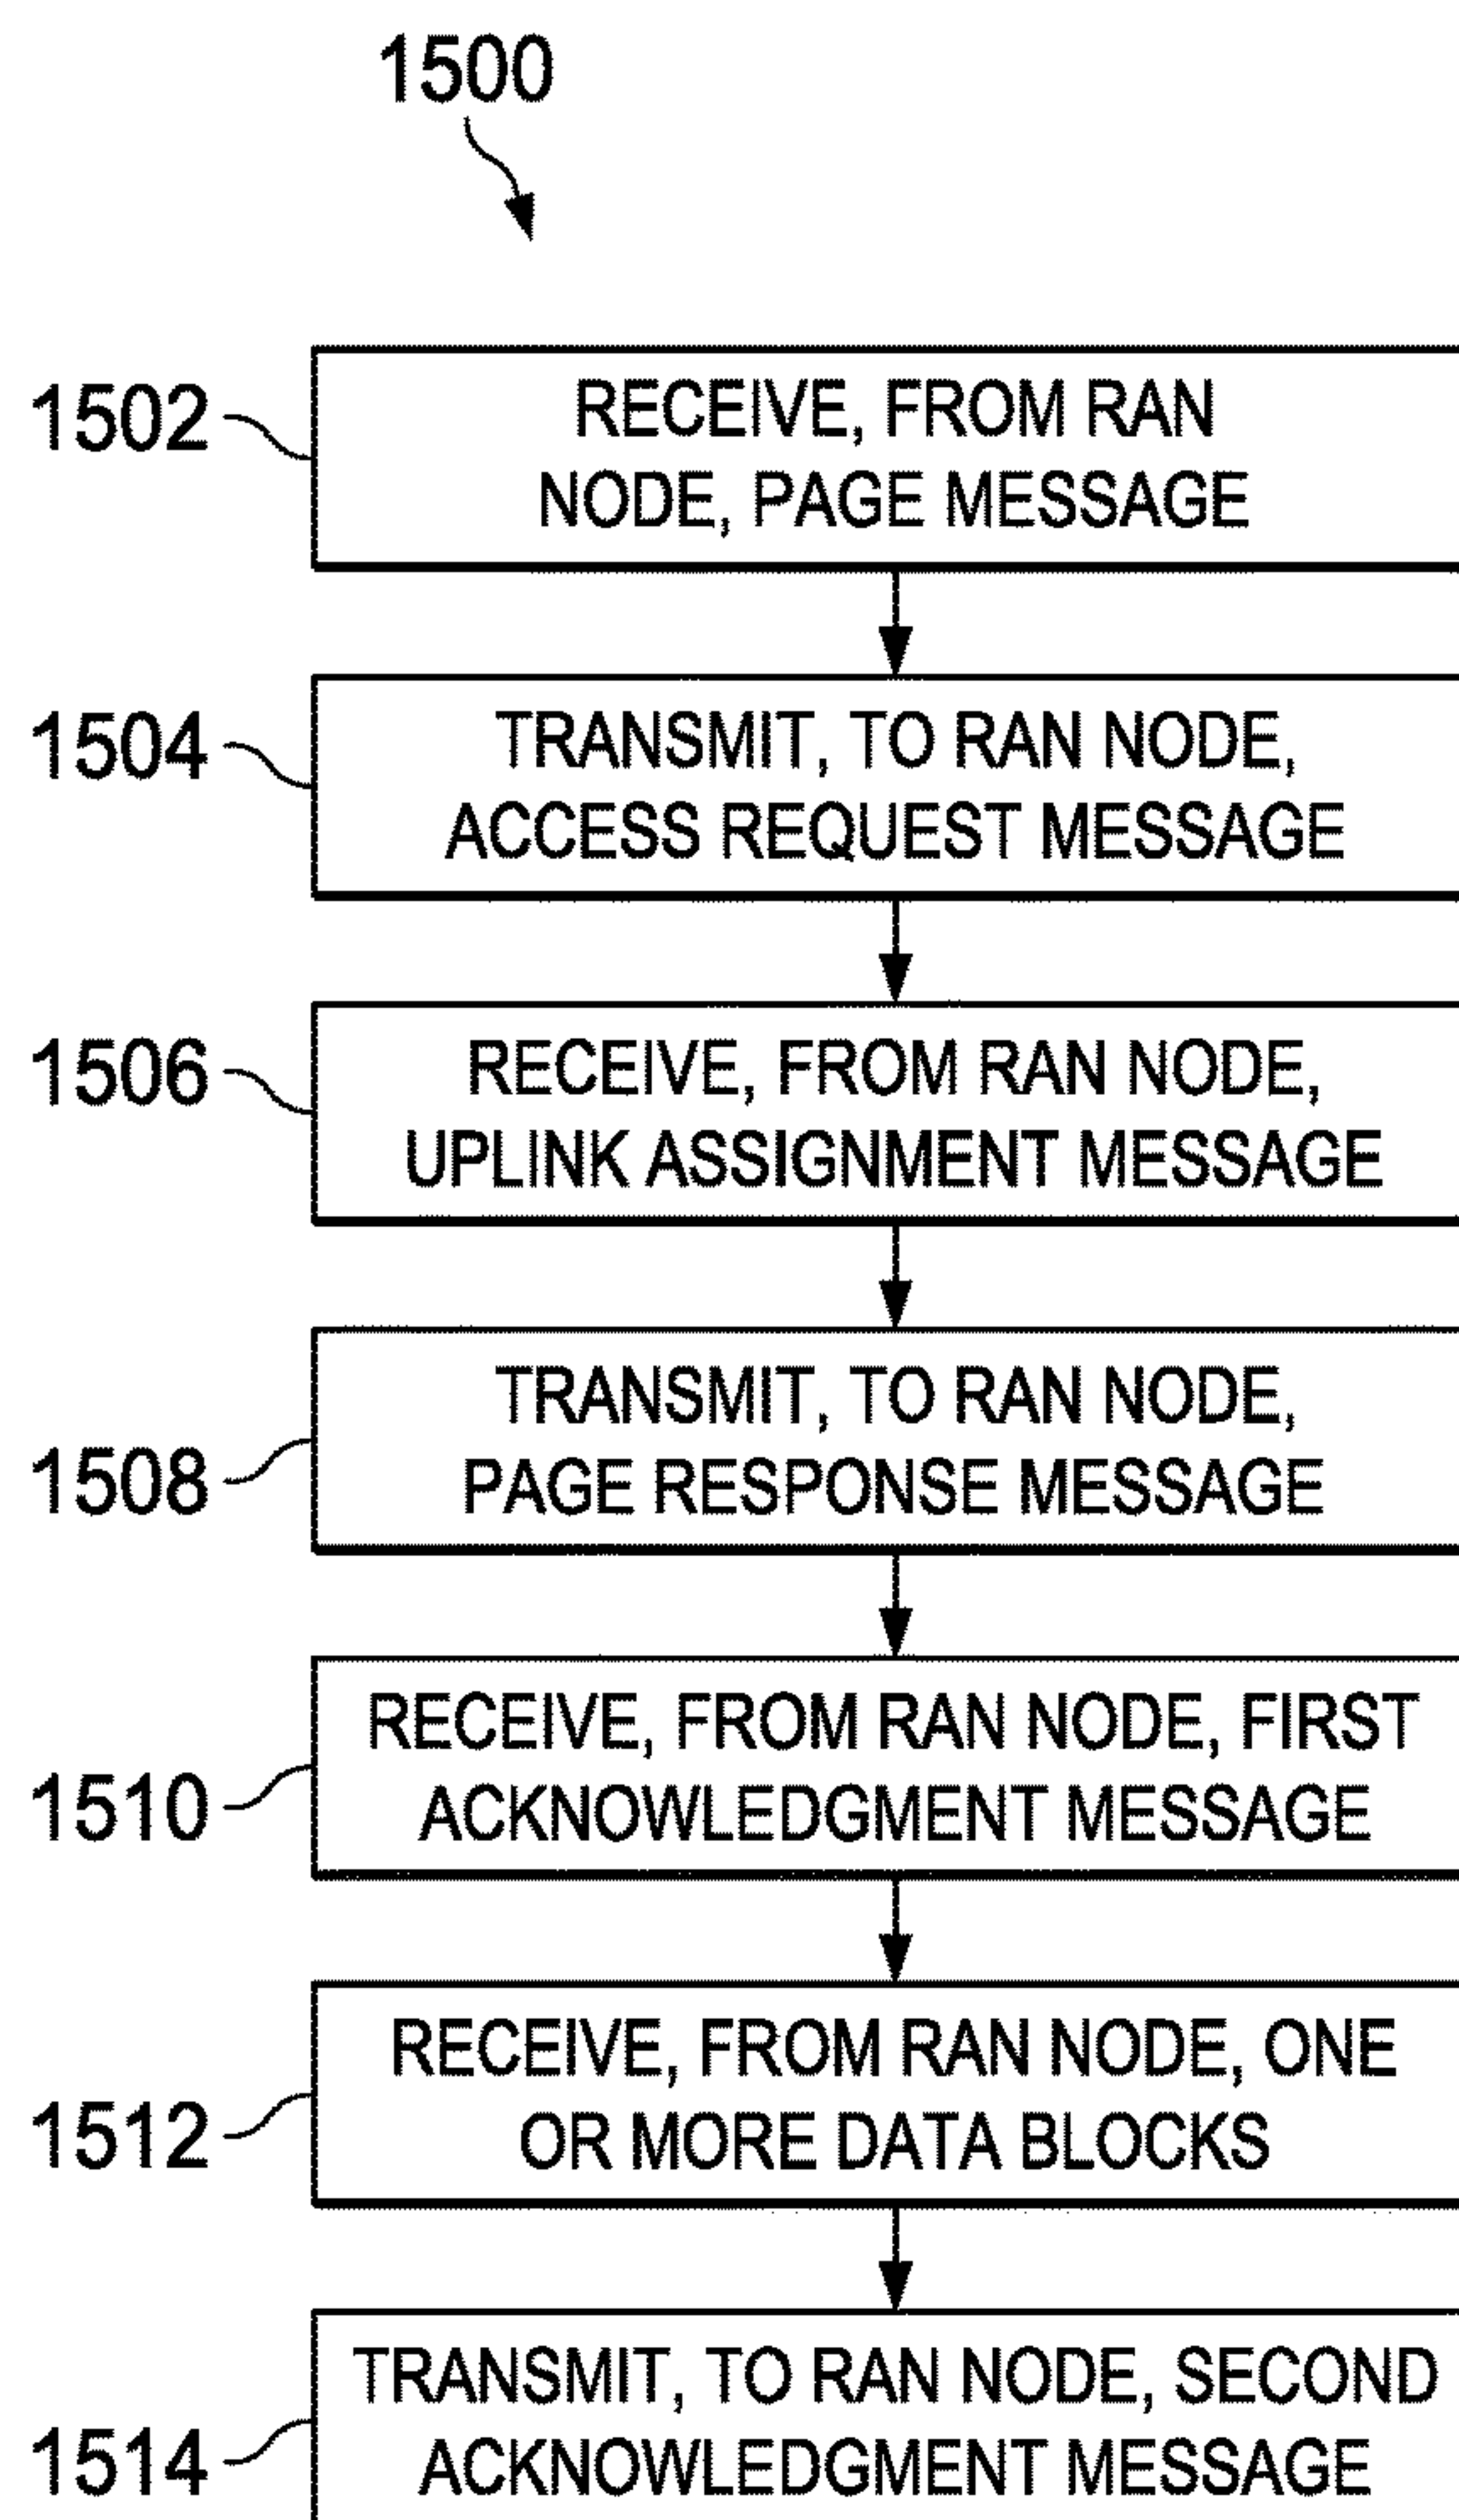 1500
1502
RECEIVE, FROM RAN
NODE, PAGE MESSAGE
1504
TRANSMIT, TO RAN NODE,
ACCESS REQUEST MESSAGE
1506
RECEIVE, FROM RAN NODE,
UPLINK ASSIGNMENT MESSAGE
1508
TRANSMIT, TO RAN NODE,
PAGE RESPONSE MESSAGE
1510
RECEIVE, FROM RAN NODE, FIRST
ACKNOWLEDGMENT MESSAGE
1512
RECEIVE, FROM RAN NODE, ONE
OR MORE DATA BLOCKS
1514
TRANSMIT, TO RAN NODE, SECOND
ACKNOWLEDGMENT MESSAGE